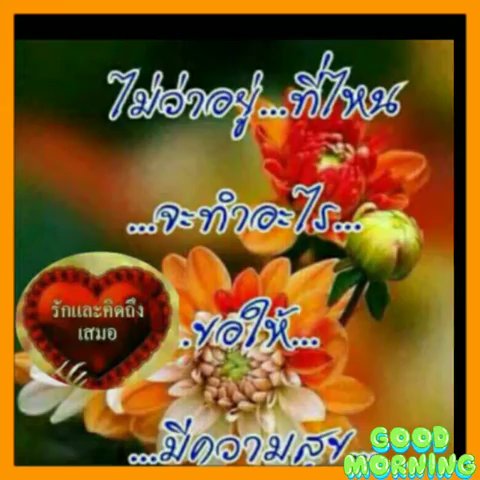 ไม่ว่าอยู่...ที่ไหน
...จะทำอะไร...
รักและคิดถึง
เสมอ
.ขอให้...
...มีความสุข...
GOOD
MORNING